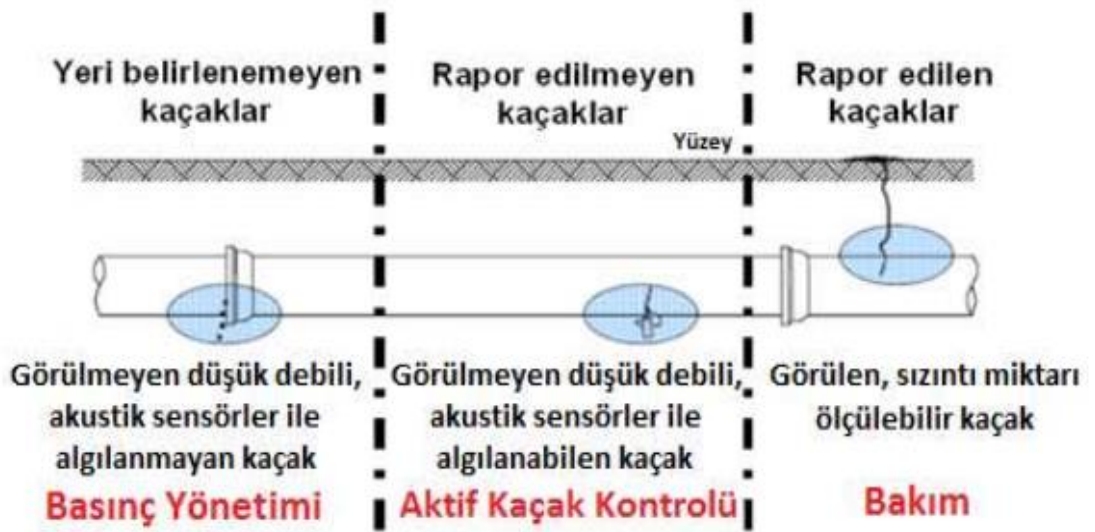 Yeri belirlenemeyen
kaçaklar
Rapor edilmeyen
kaçaklar
Rapor edilen
kaçaklar
Yüzey
Görülmeyen düşük debili,
akustik sensörler ile
algılanmayan kaçak
Basınç Yönetimi
Görülmeyen düşük debili,
akustik sensörler ile
algılanabilen kaçak
Aktif Kaçak Kontrolü
Görülen, sızıntı miktarı
ölçülebilir kaçak
Bakım